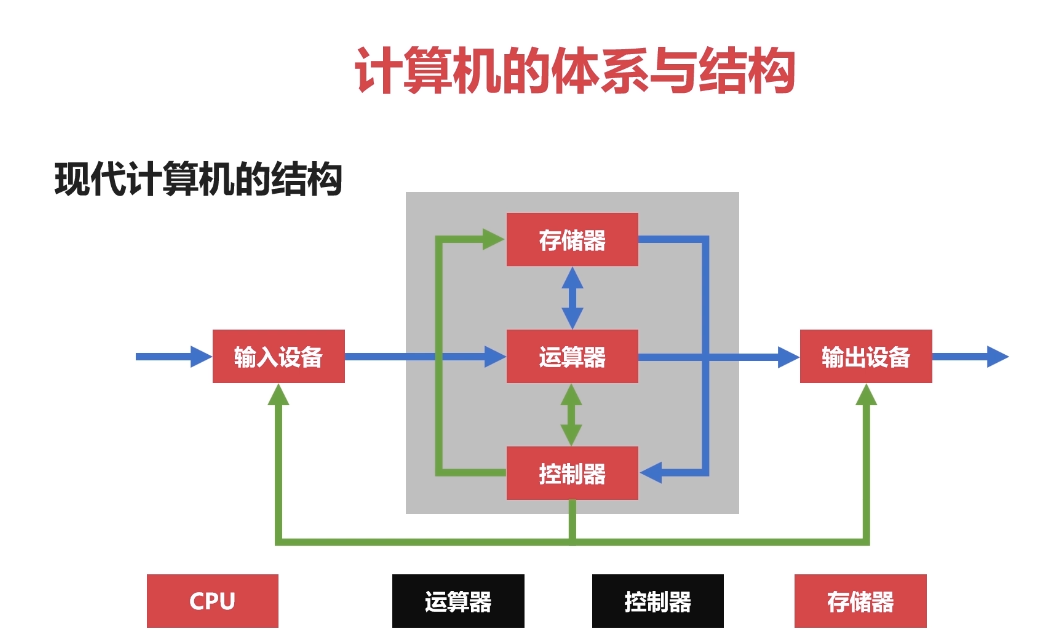 计算机的体系与结构
现代计算机的结构
存储器
输入设备
运算器
输出设备
控制器
CPU
运算器
控制器
存储器